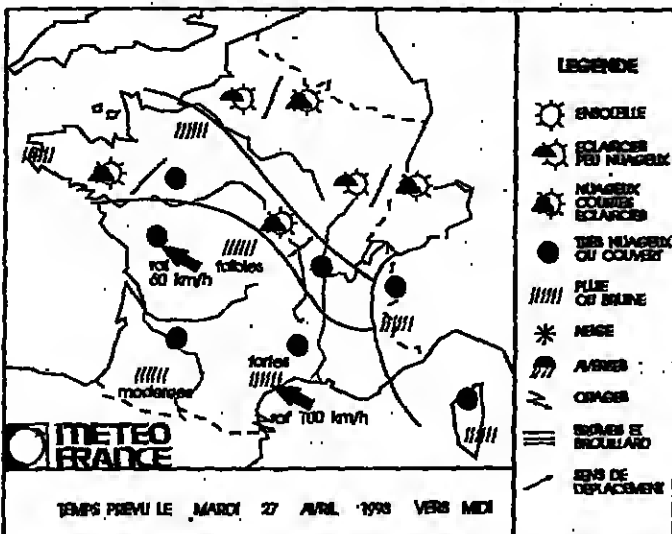 raf
60 km/h
faibles
modérées
fortes
raf 100 km/h
METEO
FRANCE
TEMPS PREVU LE MARDI 27 AVRIL 1993 VERS MIDI
LEGENDE
ENSOLEILLE
ECLAIRCIES
PEU NUAGEUX
NUAGEUX
COURTES
ECLAIRCIES
TRES NUAGEUX
OU COUVERT
PLUIE
OU BRUINE
NEIGE
AVERSES
ORAGES
BRUMES ET
BROUILLARD
SENS DE
DEPLACEMENT